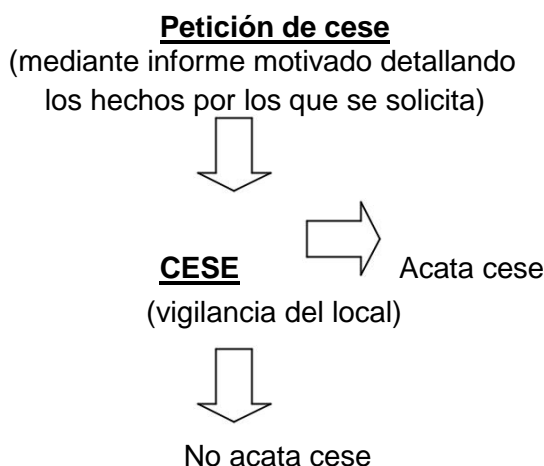 Petición de cese
(mediante informe motivado detallando
los hechos por los que se solicita)
CESE
Acata cese
(vigilancia del local)
No acata cese